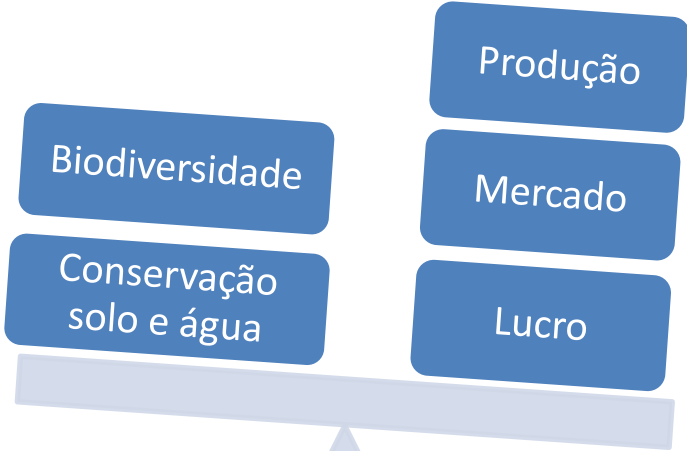 Biodiversidade
Conservação
solo e água
Produção
Mercado
Lucro